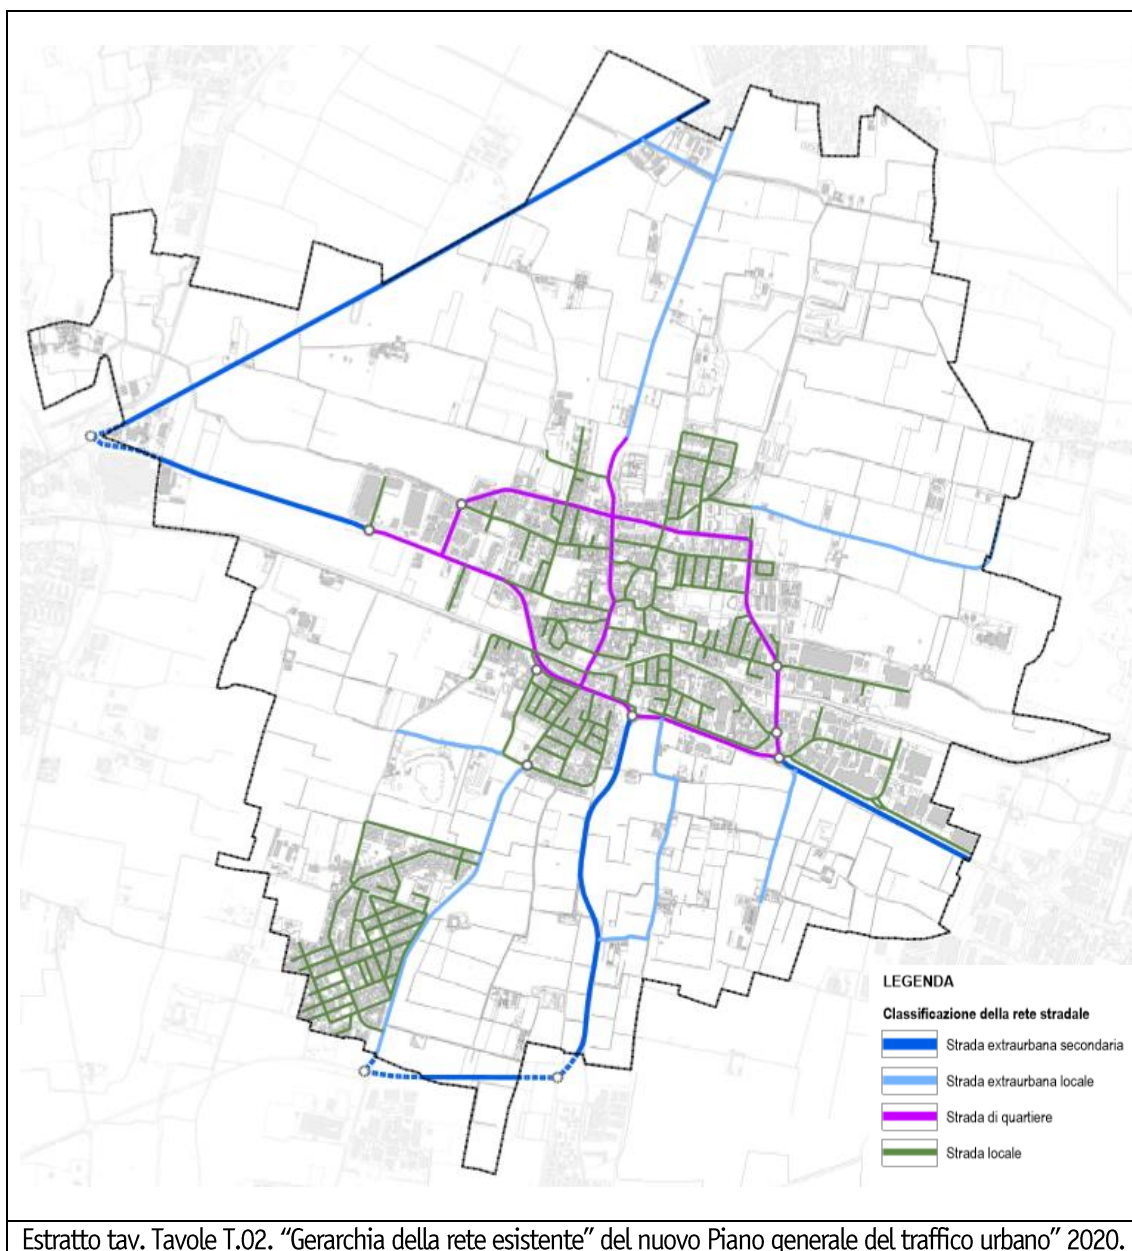 LEGENDA
Classificazione della rete stradale
Strada extraurbana secondaria
Strada extraurbana locale
Strada di quartiere
Strada locale
Estratto tav. Tavole T.02. “Gerarchia della rete esistente” del nuovo Piano generale del traffico urbano” 2020.